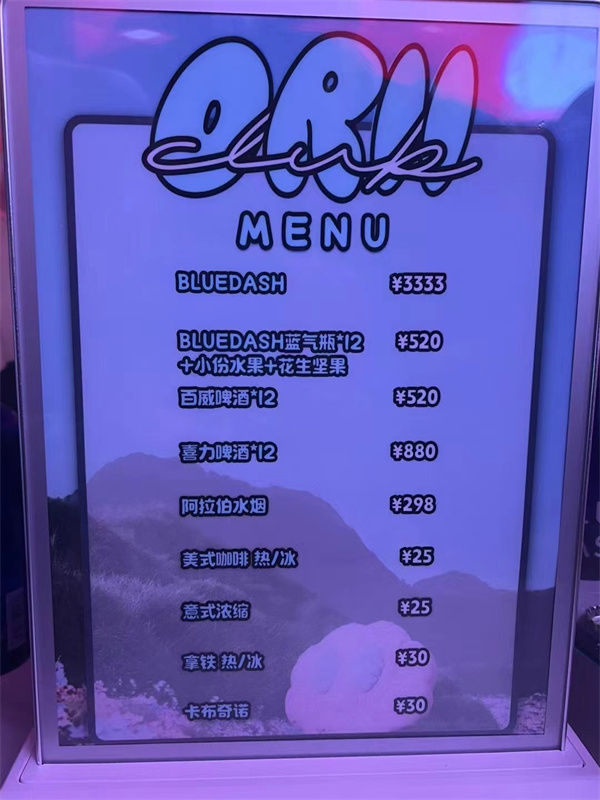 ORII
club
MENU
BLUEDASH ¥3333
BLUEDASH蓝气瓶*12 ¥520
+小份水果+花生坚果
百威啤酒*12 ¥520
喜力啤酒*12 ¥880
阿拉伯水烟 ¥298
美式咖啡 热/冰 ¥25
意式浓缩 ¥25
拿铁 热/冰 ¥30
卡布奇诺 ¥30